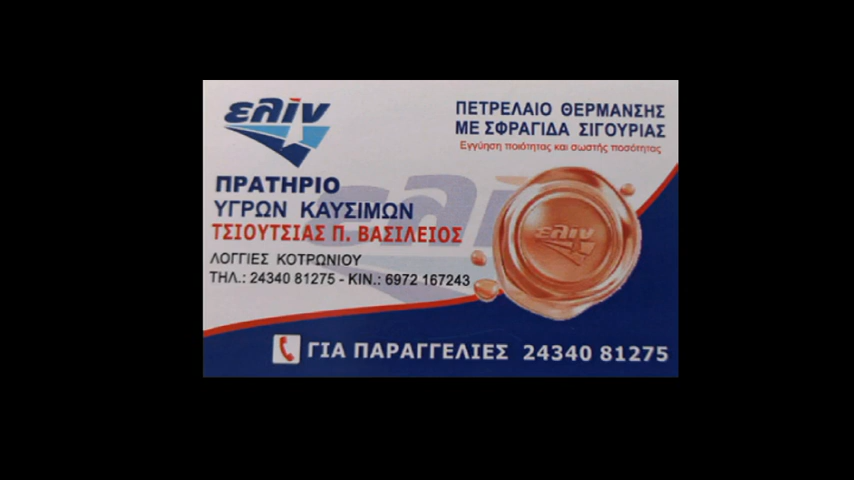 ελίν
ΠΡΑΤΗΡΙΟ
ΥΓΡΩΝ ΚΑΥΣΙΜΩΝ
ΤΣΙΟΥΤΣΙΑΣ Π. ΒΑΣΙΛΕΙΟΣ
ΛΟΓΓΙΕΣ ΚΟΤΡΩΝΙΟΥ
ΤΗΛ.: 24340 81275 - ΚΙΝ.: 6972 167243
ΠΕΤΡΕΛΑΙΟ ΘΕΡΜΑΝΣΗΣ
ΜΕ ΣΦΡΑΓΙΔΑ ΣΙΓΟΥΡΙΑΣ
Εγγύηση ποιότητας και σωστής ποσότητας
ελίν
ελίν
ΓΙΑ ΠΑΡΑΓΓΕΛΙΕΣ 24340 81275